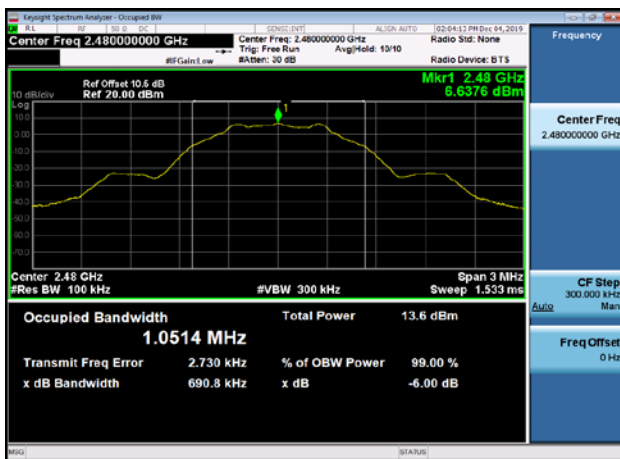 Keysight Spectrum Analyzer - Occupied BW
RL RF 50 Ω DC SENSE:INT ALIGN AUTO 02:04:13 PM Dec 04, 2019
Center Freq 2.480000000 GHz Center Freq: 2.480000000 GHz Radio Std: None Frequency
Trig: Free Run Avg|Hold: 10/10
#IFGain:Low #Atten: 30 dB Radio Device: BTS
Ref Offset 10.5 dB Mkr1 2.48 GHz
10 dB/div Ref 20.00 dBm 6.6376 dBm
Log
10.0
0.00
-10.0
-20.0
-30.0
-40.0
-50.0
-60.0
-70.0
1
Center Freq
2.480000000 GHz
Center 2.48 GHz Span 3 MHz
#Res BW 100 kHz #VBW 300 kHz Sweep 1.533 ms
CF Step
300.000 kHz
Auto Man
Occupied Bandwidth Total Power 13.6 dBm
1.0514 MHz
Transmit Freq Error 2.730 kHz % of OBW Power 99.00 %
x dB Bandwidth 690.8 kHz x dB -6.00 dB
Freq Offset
0 Hz
MSG STATUS